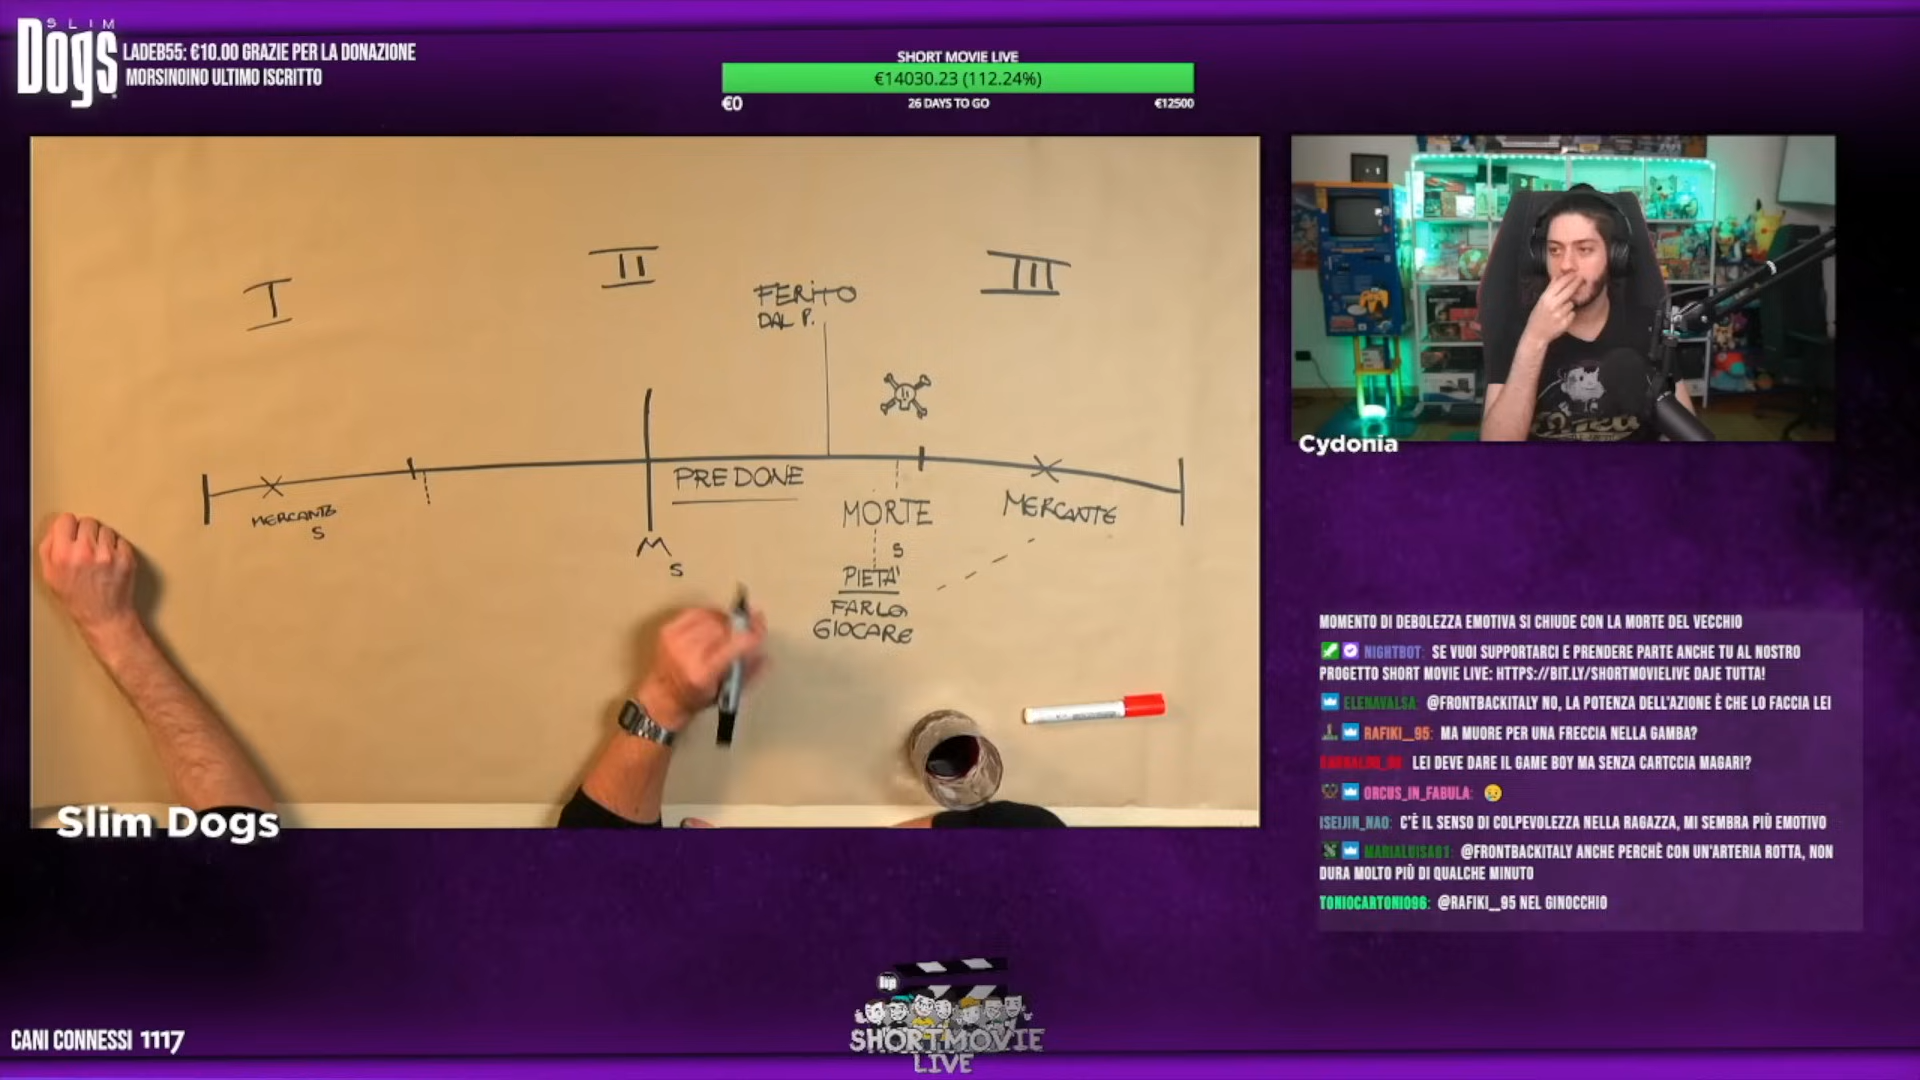 SLIM
Dogs
LADEB55: €10.00 GRAZIE PER LA DONAZIONE
MORSINOINO ULTIMO ISCRITTO
SHORT MOVIE LIVE
€14030.23 (112.24%)
€0
26 DAYS TO GO
€12500
I
II
III
FERITO
DAL P.
PREDONE
MERCANTE
S
M
S
MORTE
S
PIETA'
FARLO
GIOCARE
MERCANTE
Slim Dogs
Cydonia
MOMENTO DI DEBOLEZZA EMOTIVA SI CHIUDE CON LA MORTE DEL VECCHIO
NIGHTBOT: SE VUOI SUPPORTARCI E PRENDERE PARTE ANCHE TU AL NOSTRO
PROGETTO SHORT MOVIE LIVE: HTTPS://BIT.LY/SHORTMOVIELIVE DAJE TUTTA!
ELENAVALSA: @FRONTBACKITALY NO, LA POTENZA DELL'AZIONE È CHE LO FACCIA LEI
RAFIKI__95: MA MUORE PER UNA FRECCIA NELLA GAMBA?
LEI DEVE DARE IL GAME BOY MA SENZA CARTCCIA MAGARI?
ORCUS_IN_FABULA: 😥
ISEIJIN_NAO: C'È IL SENSO DI COLPEVOLEZZA NELLA RAGAZZA, MI SEMBRA PIÙ EMOTIVO
MARIALUISA81: @FRONTBACKITALY ANCHE PERCHÈ CON UN'ARTERIA ROTTA, NON
DURA MOLTO PIÙ DI QUALCHE MINUTO
TONIOCARTONIO96: @RAFIKI__95 NEL GINOCCHIO
CANI CONNESSI 1117
SHORTMOVIE
LIVE